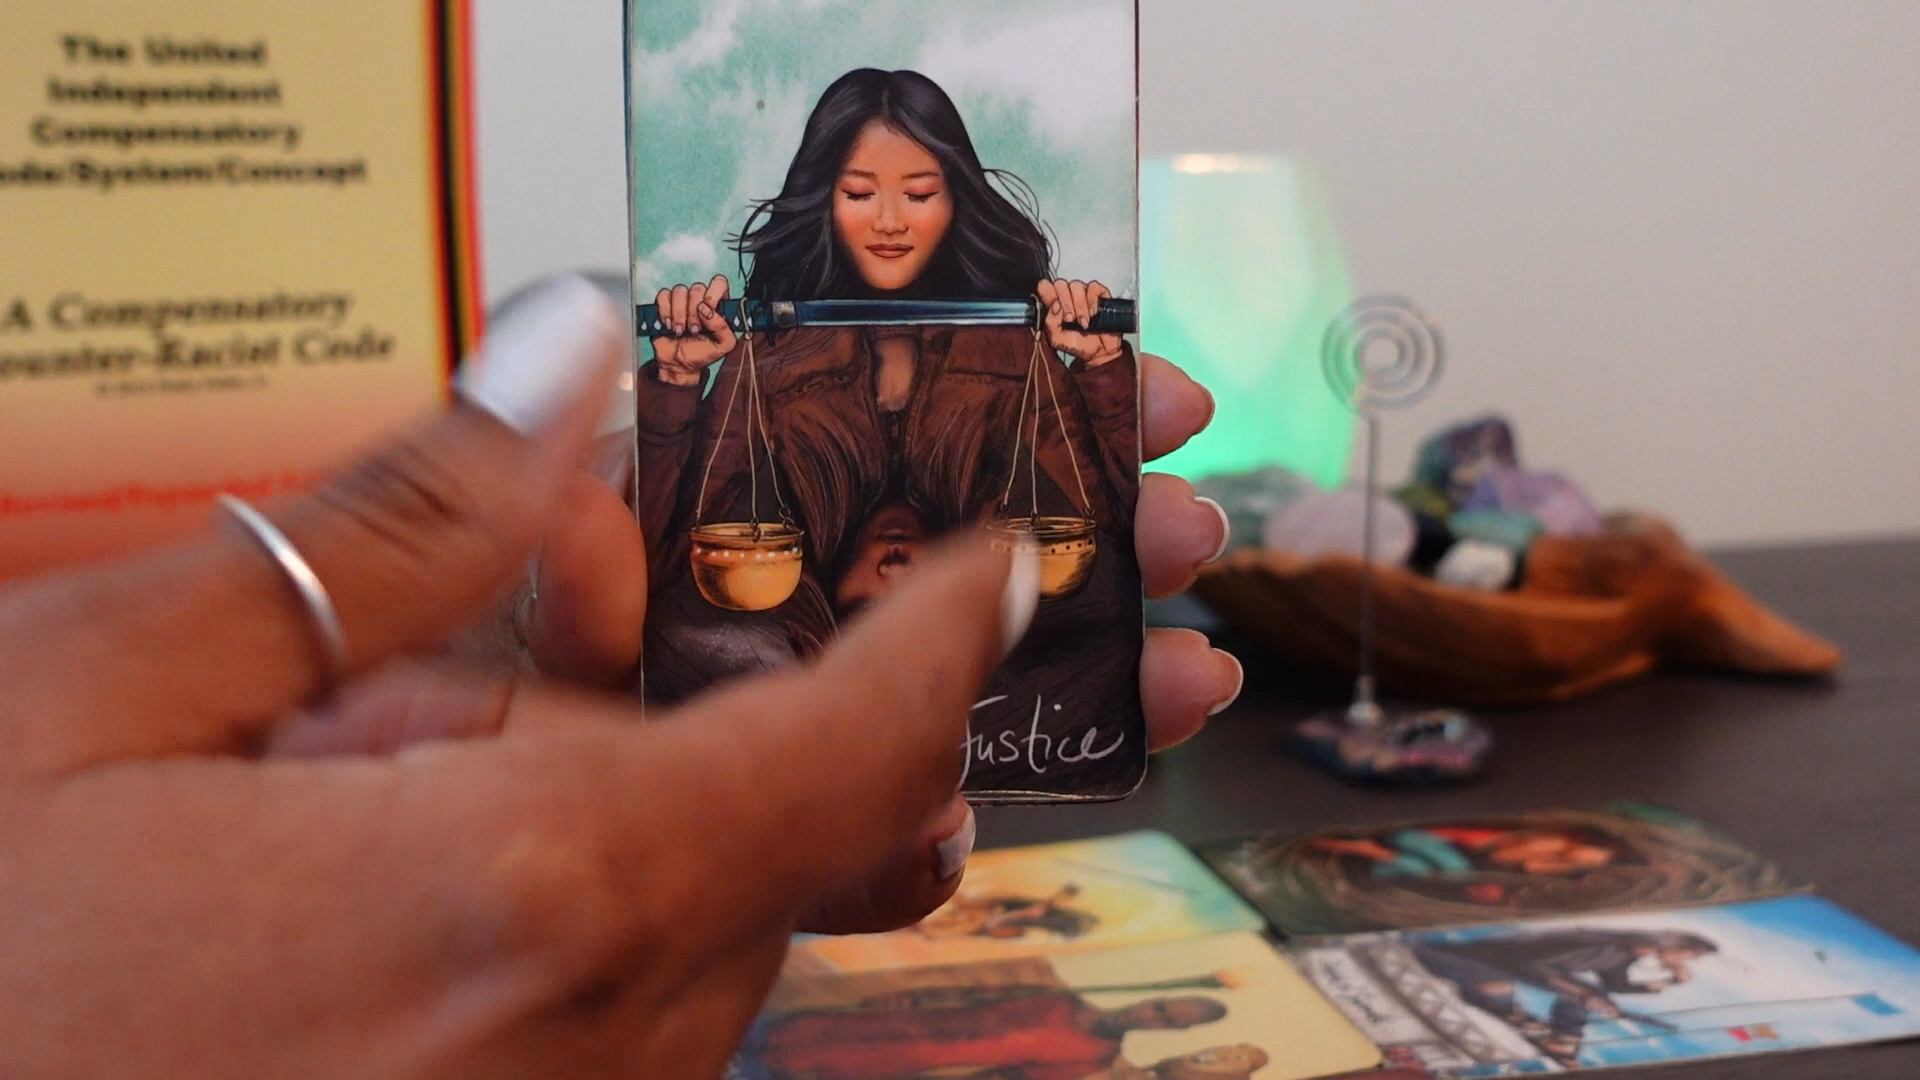 The United
Independent
Compensatory
ode/System/Concept
A Compensatory
ounter-Racist Code
Justice